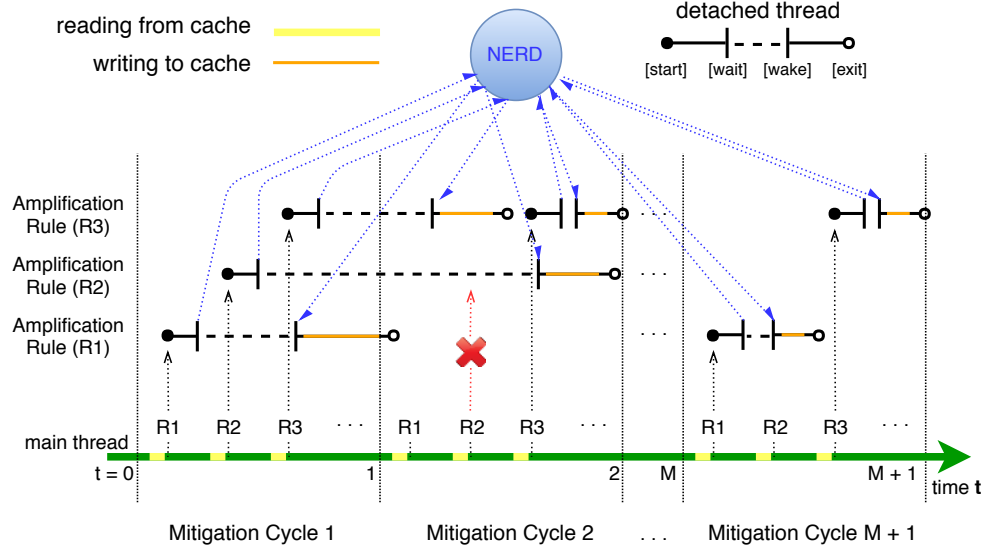 reading from cache
writing to cache
NERD
detached thread
[start] [wait] [wake] [exit]
Amplification
Rule (R3)
Amplification
Rule (R2)
Amplification
Rule (R1)
. . .
. . .
. . .
R1 R2 R3 . . . R1 R2 R3 . . . R1 R2 R3 . . .
main thread
t = 0 1 2 M M + 1
time t
Mitigation Cycle 1 Mitigation Cycle 2 . . . Mitigation Cycle M + 1